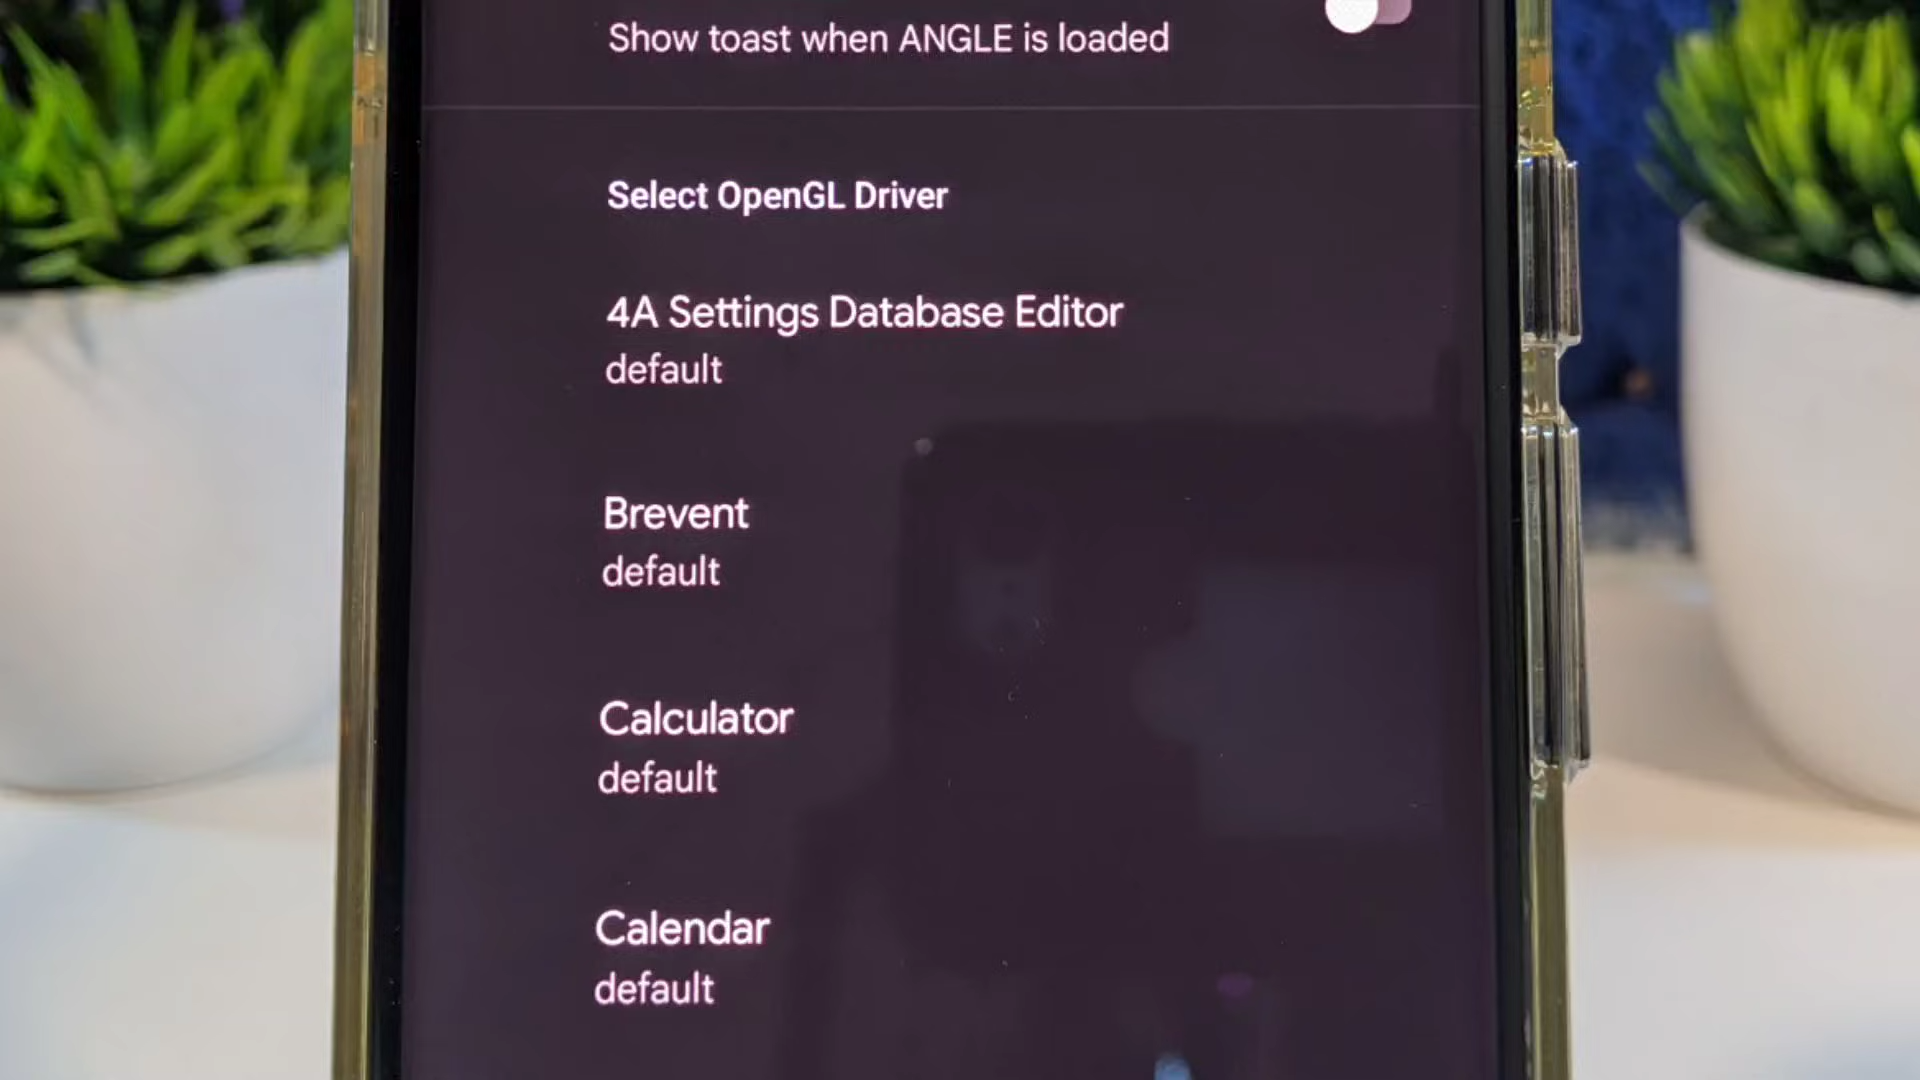 Show toast when ANGLE is loaded
Select OpenGL Driver
4A Settings Database Editor
default
Brevent
default
Calculator
default
Calendar
default